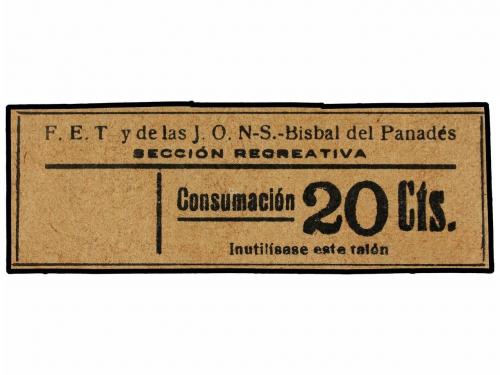 F. E. T y de las J. O. N-S.-Bisbal del Panadés
SECCIÓN RECREATIVA
Consumación 20 Cts.
Inutilísase este talón